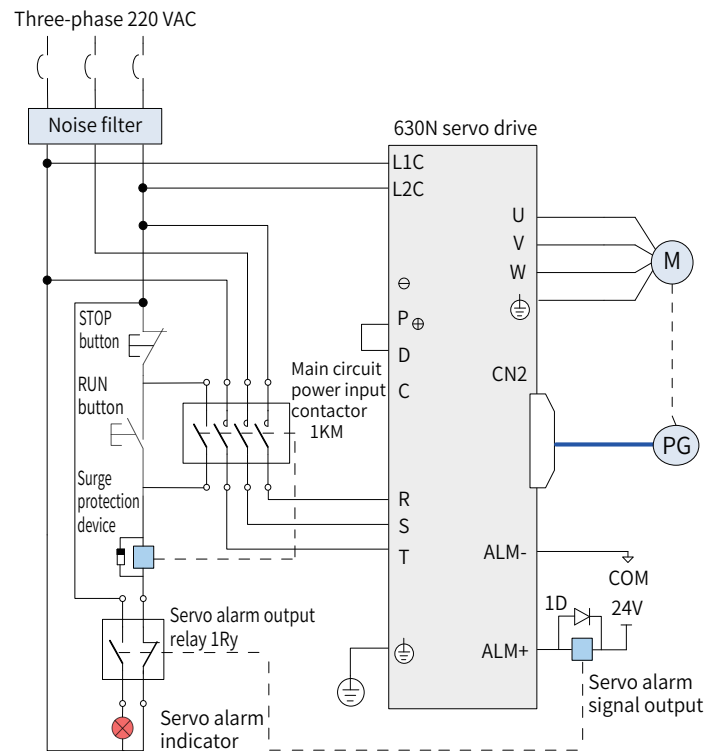 Three-phase 220 VAC
Noise filter
630N servo drive
L1C
L2C
U
V
W
M
⊖
P⊕
D
C
STOP
button
RUN
button
Main circuit
power input
contactor
1KM
CN2
PG
Surge
protection
device
R
S
T
ALM-
COM
1D
24V
ALM+
Servo alarm output
relay 1Ry
Servo alarm
signal output
Servo alarm
indicator